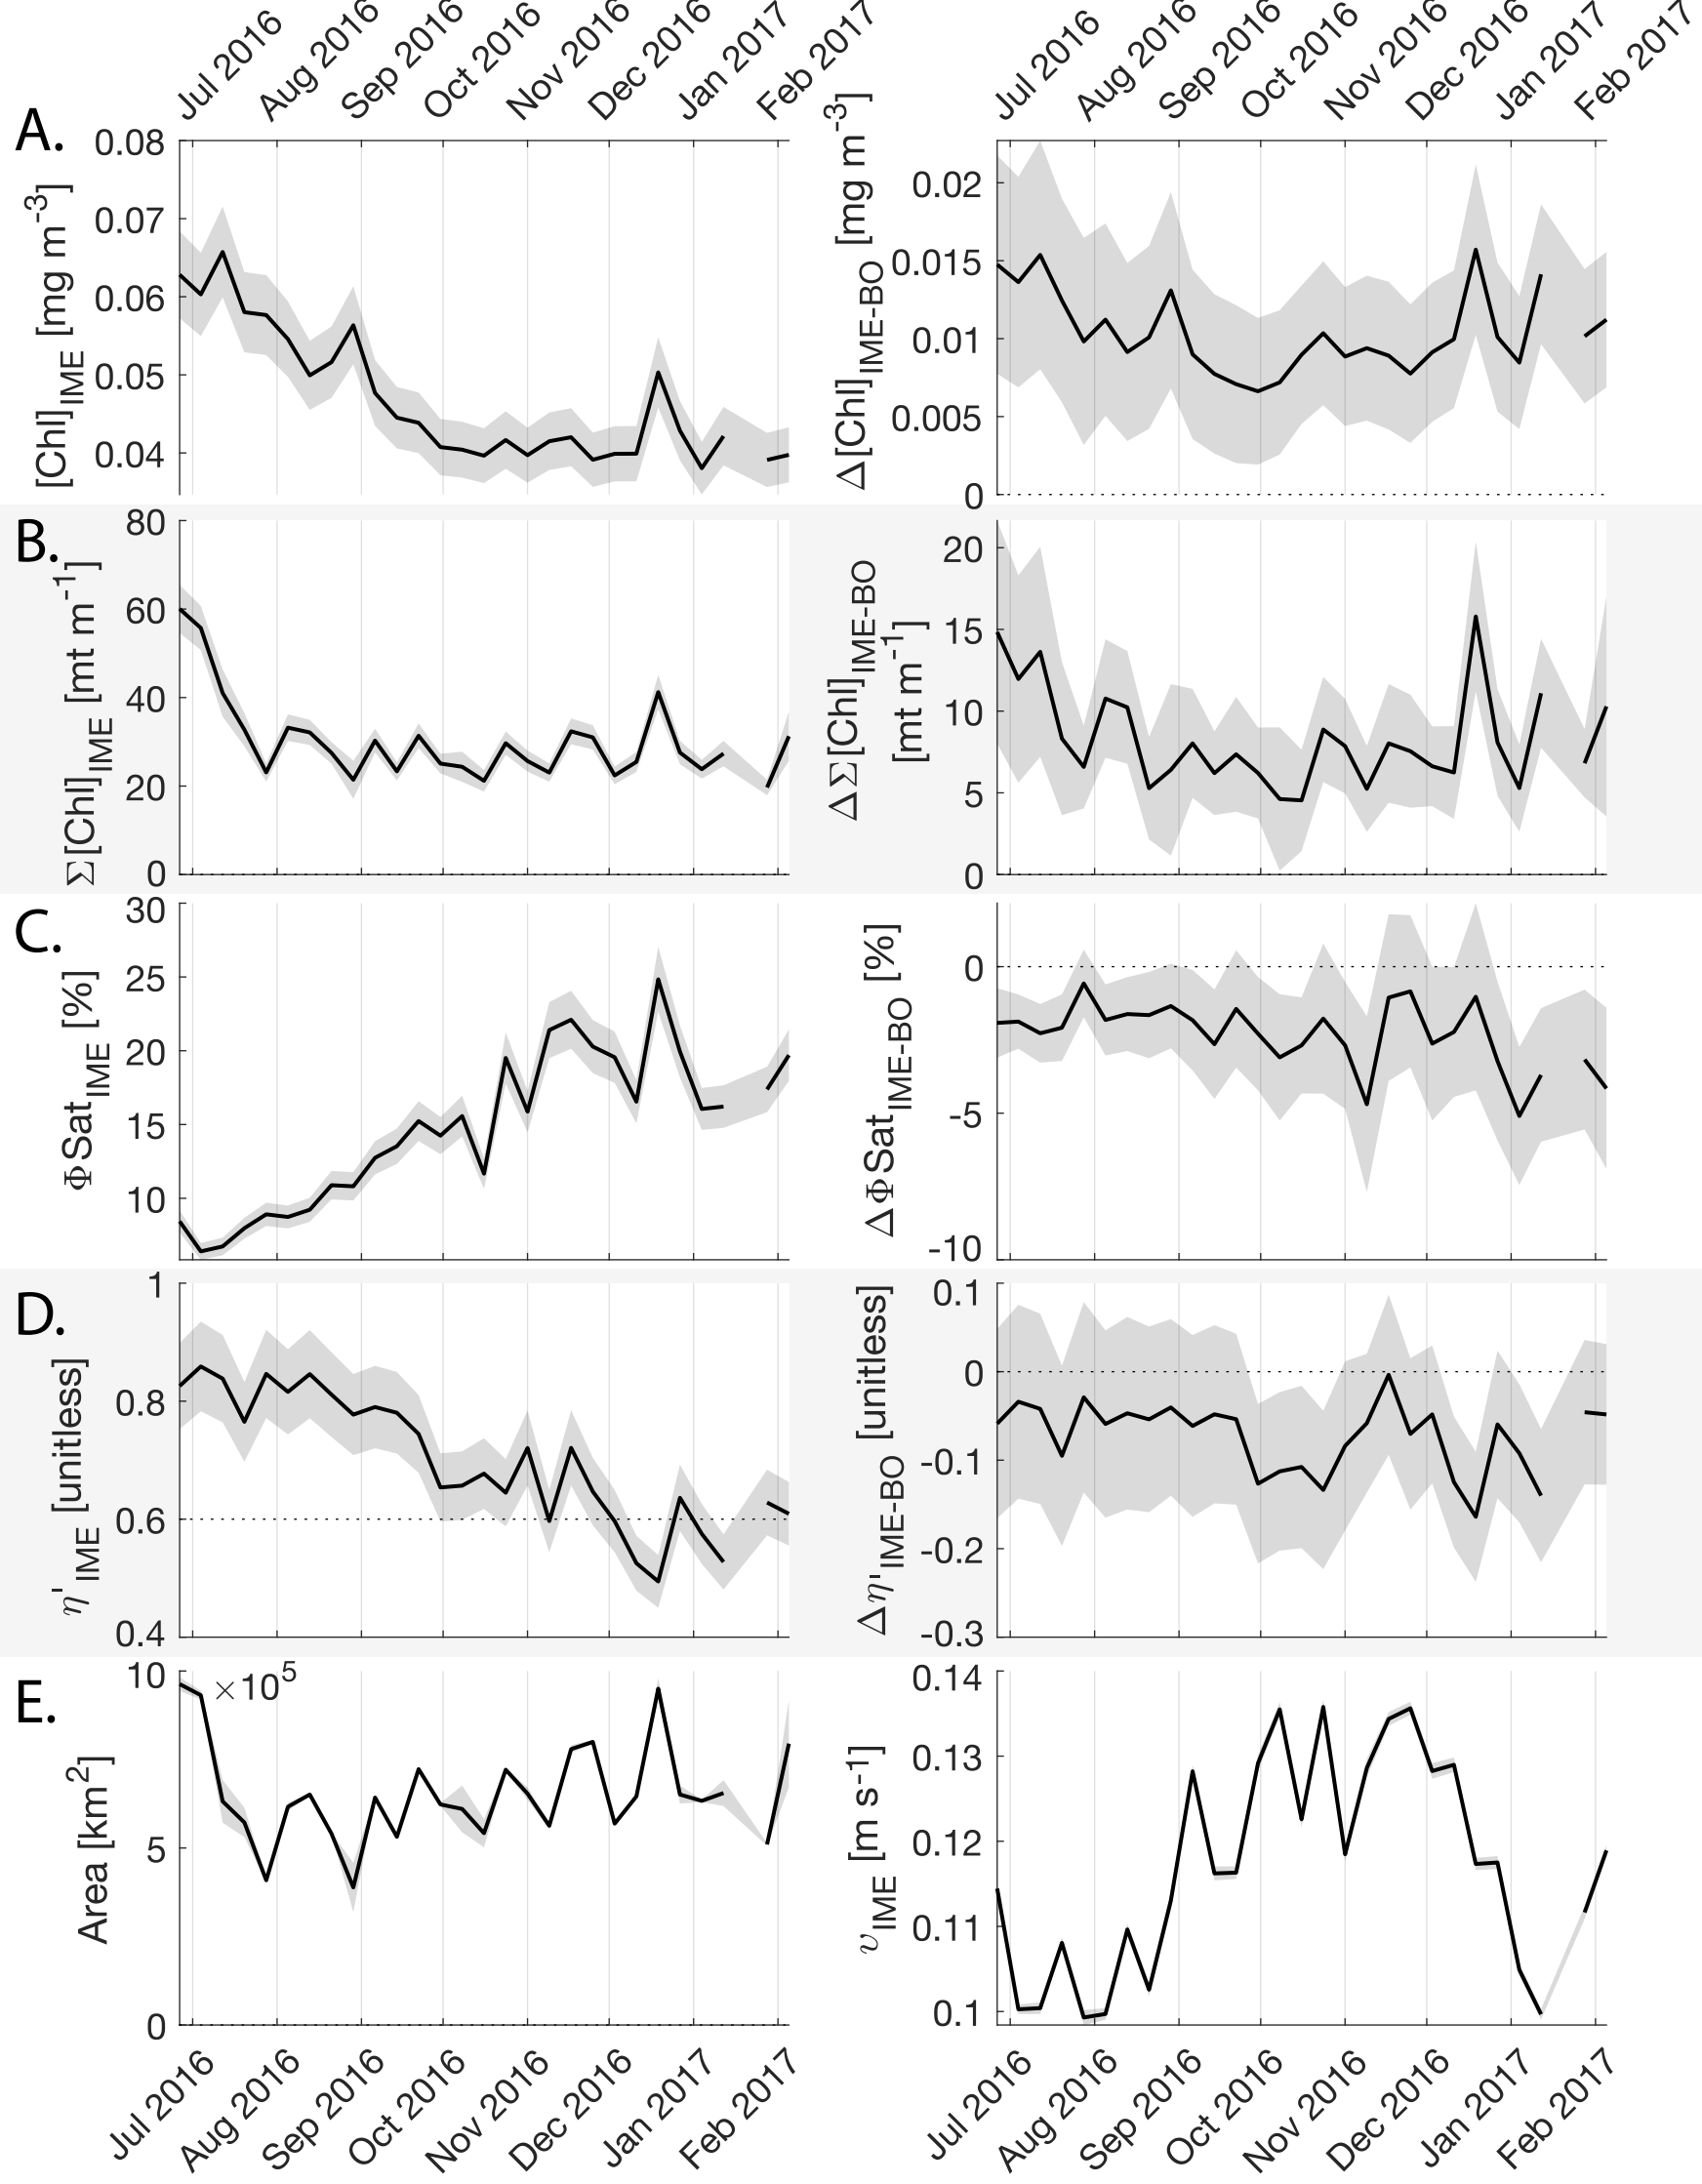 Jul 2016 Aug 2016 Sep 2016 Oct 2016 Nov 2016 Dec 2016 Jan 2017 Feb 2017
Jul 2016 Aug 2016 Sep 2016 Oct 2016 Nov 2016 Dec 2016 Jan 2017 Feb 2017
A.
[Chl]IME [mg m-3]
0.08
0.07
0.06
0.05
0.04
Δ[Chl]IME-BO [mg m-3]
0.02
0.015
0.01
0.005
0
B.
Σ[Chl]IME [mt m-1]
80
60
40
20
0
ΔΣ[Chl]IME-BO
[mt m-1]
20
15
10
5
0
C.
ΦSatIME [%]
30
25
20
15
10
ΔΦSatIME-BO [%]
0
-5
-10
D.
η'IME [unitless]
1
0.8
0.6
0.4
Δη'IME-BO [unitless]
0.1
0
-0.1
-0.2
-0.3
E.
Area [km2]
×105
10
5
0
υIME [m s-1]
0.14
0.13
0.12
0.11
0.1
Jul 2016 Aug 2016 Sep 2016 Oct 2016 Nov 2016 Dec 2016 Jan 2017 Feb 2017
Jul 2016 Aug 2016 Sep 2016 Oct 2016 Nov 2016 Dec 2016 Jan 2017 Feb 2017